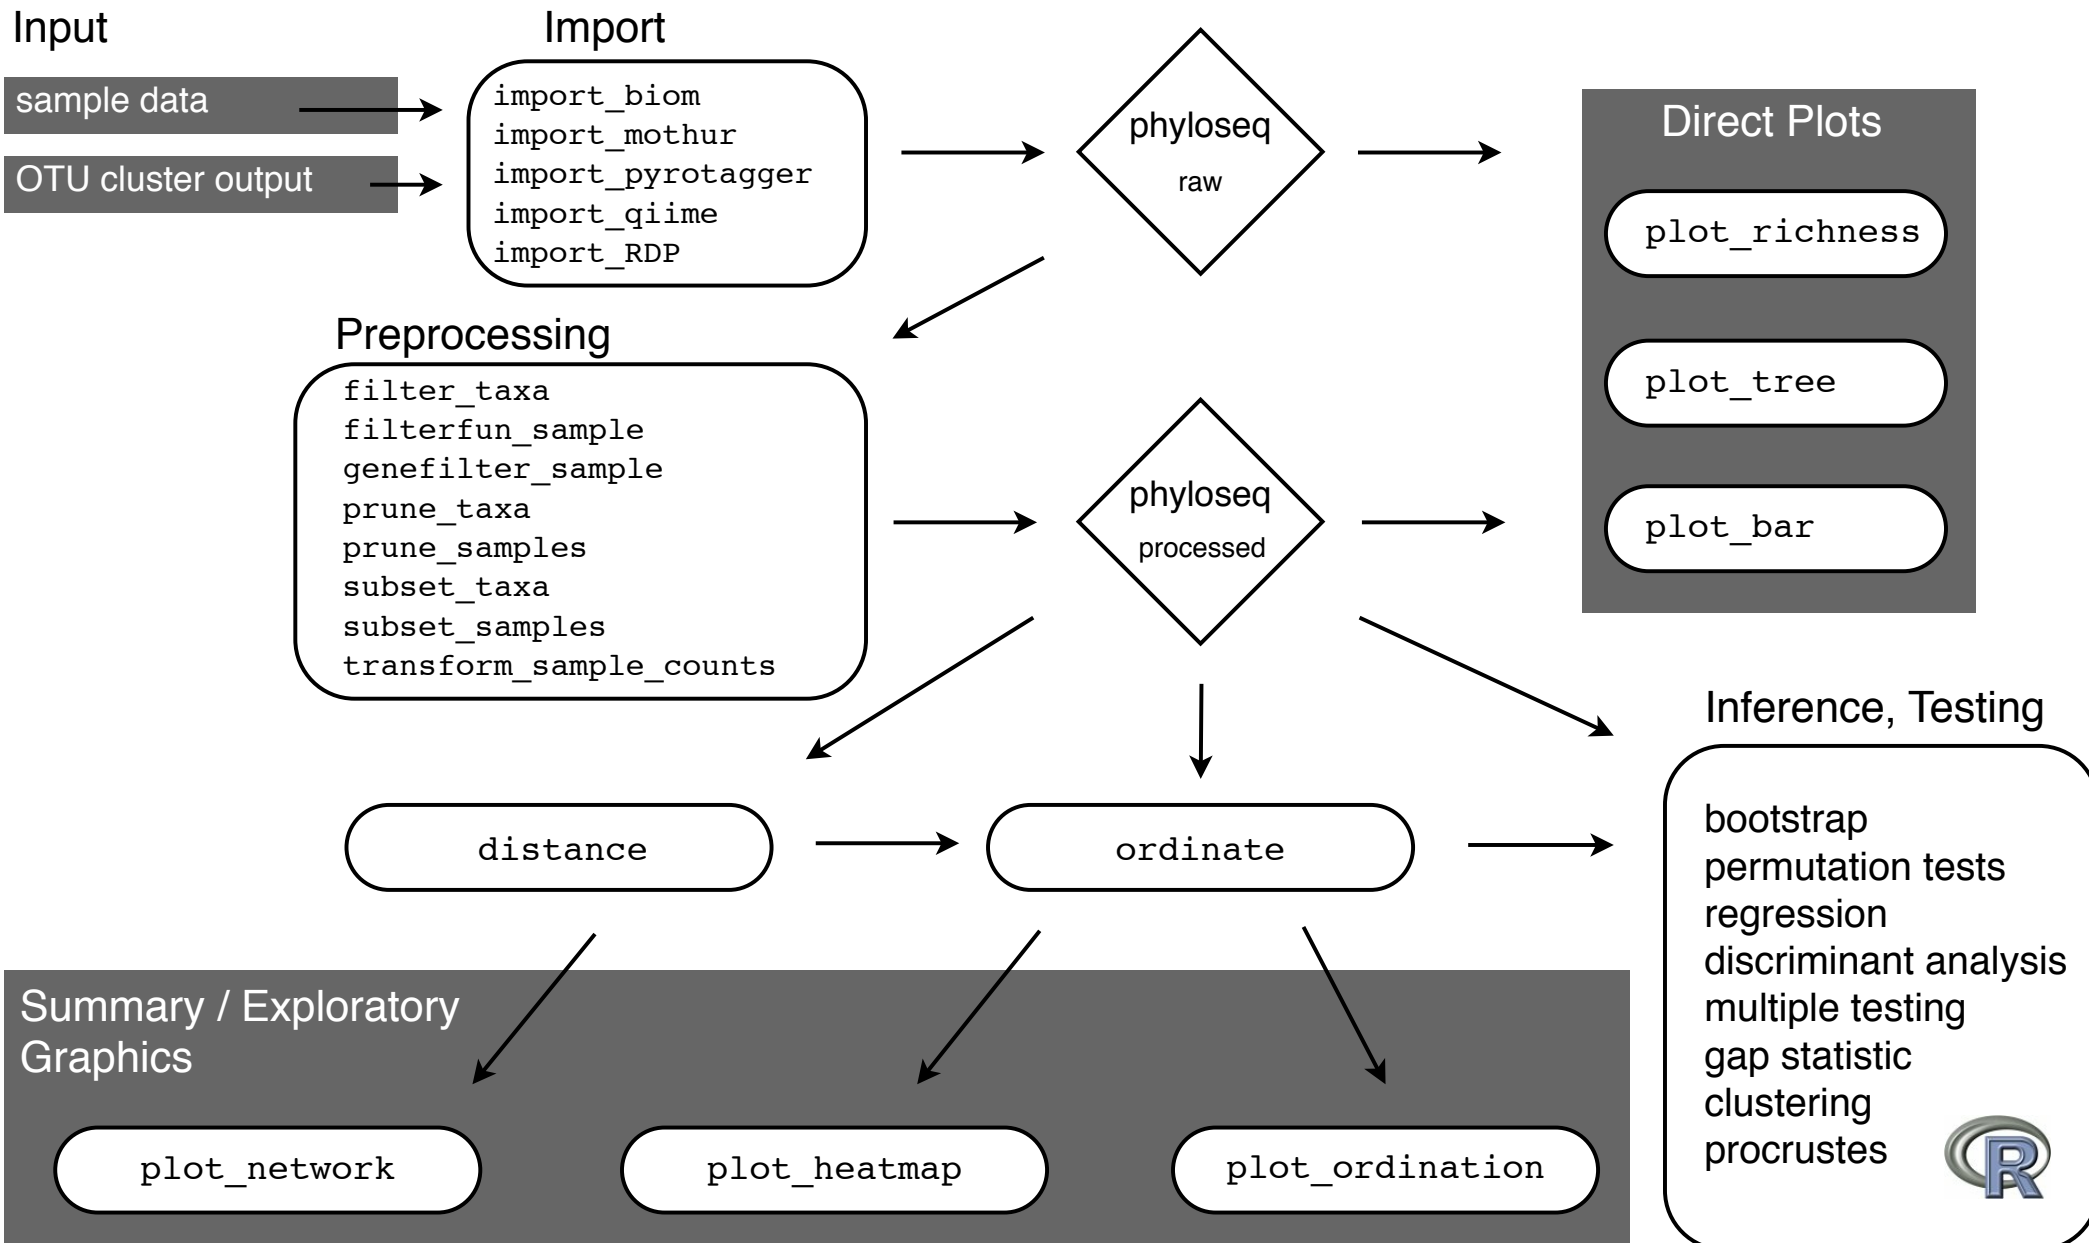 Input
sample data
OTU cluster output
Import
import_biom
import_mothur
import_pyrotagger
import_qiime
import_RDP
phyloseq
raw
Direct Plots
plot_richness
plot_tree
plot_bar
Preprocessing
filter_taxa
filterfun_sample
genefilter_sample
prune_taxa
prune_samples
subset_taxa
subset_samples
transform_sample_counts
phyloseq
processed
distance
ordinate
Inference, Testing
bootstrap
permutation tests
regression
discriminant analysis
multiple testing
gap statistic
clustering
procrustes
R
Summary / Exploratory
Graphics
plot_network
plot_heatmap
plot_ordination